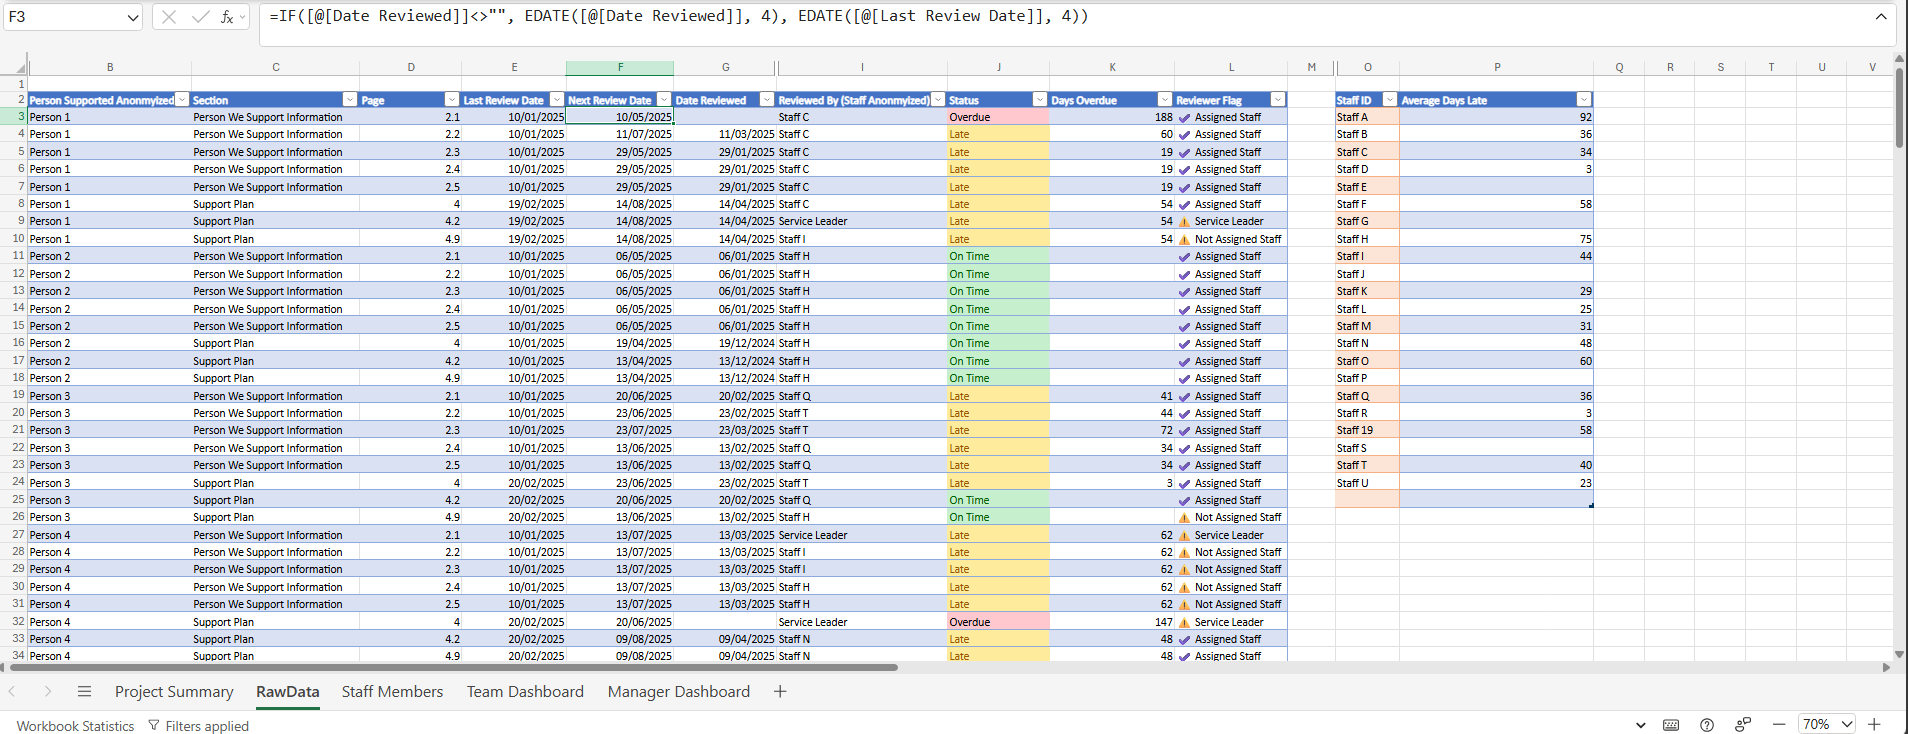 F3 fx =IF([@[Date Reviewed]]<>"", EDATE([@[Date Reviewed]], 4), EDATE([@[Last Review Date]], 4))
B C D E F G I J K L M O P Q R S T U V
1
2 Person Supported Anonmyized Section Page Last Review Date Next Review Date Date Reviewed Reviewed By (Staff Anonmyized) Status Days Overdue Reviewer Flag Staff ID Average Days Late
3 Person 1 Person We Support Information 2.1 10/01/2025 10/05/2025 Staff C Overdue 188 Assigned Staff Staff A 92
4 Person 1 Person We Support Information 2.2 10/01/2025 11/07/2025 11/03/2025 Staff C Late 60 Assigned Staff Staff B 36
5 Person 1 Person We Support Information 2.3 10/01/2025 29/05/2025 29/01/2025 Staff C Late 19 Assigned Staff Staff C 34
6 Person 1 Person We Support Information 2.4 10/01/2025 29/05/2025 29/01/2025 Staff C Late 19 Assigned Staff Staff D 3
7 Person 1 Person We Support Information 2.5 10/01/2025 29/05/2025 29/01/2025 Staff C Late 19 Assigned Staff Staff E
8 Person 1 Support Plan 4 19/02/2025 14/08/2025 14/04/2025 Staff C Late 54 Assigned Staff Staff F 58
9 Person 1 Support Plan 4.2 19/02/2025 14/08/2025 14/04/2025 Service Leader Late 54 Service Leader Staff G
10 Person 1 Support Plan 4.9 19/02/2025 14/08/2025 14/04/2025 Staff I Late 54 Not Assigned Staff Staff H 75
11 Person 2 Person We Support Information 2.1 10/01/2025 06/05/2025 06/01/2025 Staff H On Time Assigned Staff Staff I 44
12 Person 2 Person We Support Information 2.2 10/01/2025 06/05/2025 06/01/2025 Staff H On Time Assigned Staff Staff J
13 Person 2 Person We Support Information 2.3 10/01/2025 06/05/2025 06/01/2025 Staff H On Time Assigned Staff Staff K 29
14 Person 2 Person We Support Information 2.4 10/01/2025 06/05/2025 06/01/2025 Staff H On Time Assigned Staff Staff L 25
15 Person 2 Person We Support Information 2.5 10/01/2025 06/05/2025 06/01/2025 Staff H On Time Assigned Staff Staff M 31
16 Person 2 Support Plan 4 10/01/2025 19/04/2025 19/12/2024 Staff H On Time Assigned Staff Staff N 48
17 Person 2 Support Plan 4.2 10/01/2025 13/04/2025 13/12/2024 Staff H On Time Assigned Staff Staff O 60
18 Person 2 Support Plan 4.9 10/01/2025 13/04/2025 13/12/2024 Staff H On Time Assigned Staff Staff P
19 Person 3 Person We Support Information 2.1 10/01/2025 20/06/2025 20/02/2025 Staff Q Late 41 Assigned Staff Staff Q 36
20 Person 3 Person We Support Information 2.2 10/01/2025 23/06/2025 23/02/2025 Staff T Late 44 Assigned Staff Staff R 3
21 Person 3 Person We Support Information 2.3 10/01/2025 23/07/2025 23/03/2025 Staff T Late 72 Assigned Staff Staff 19 58
22 Person 3 Person We Support Information 2.4 10/01/2025 13/06/2025 13/02/2025 Staff Q Late 34 Assigned Staff Staff S
23 Person 3 Person We Support Information 2.5 10/01/2025 13/06/2025 13/02/2025 Staff Q Late 34 Assigned Staff Staff T 40
24 Person 3 Support Plan 4 20/02/2025 23/06/2025 23/02/2025 Staff T Late 3 Assigned Staff Staff U 23
25 Person 3 Support Plan 4.2 20/02/2025 20/06/2025 20/02/2025 Staff Q On Time Assigned Staff
26 Person 3 Support Plan 4.9 20/02/2025 13/06/2025 13/02/2025 Staff H On Time Not Assigned Staff
27 Person 4 Person We Support Information 2.1 10/01/2025 13/07/2025 13/03/2025 Service Leader Late 62 Service Leader
28 Person 4 Person We Support Information 2.2 10/01/2025 13/07/2025 13/03/2025 Staff I Late 62 Not Assigned Staff
29 Person 4 Person We Support Information 2.3 10/01/2025 13/07/2025 13/03/2025 Staff I Late 62 Not Assigned Staff
30 Person 4 Person We Support Information 2.4 10/01/2025 13/07/2025 13/03/2025 Staff H Late 62 Not Assigned Staff
31 Person 4 Person We Support Information 2.5 10/01/2025 13/07/2025 13/03/2025 Staff H Late 62 Not Assigned Staff
32 Person 4 Support Plan 4 20/02/2025 20/06/2025 Service Leader Overdue 147 Service Leader
33 Person 4 Support Plan 4.2 20/02/2025 09/08/2025 09/04/2025 Staff N Late 48 Assigned Staff
34 Person 4 Support Plan 4.9 20/02/2025 09/08/2025 09/04/2025 Staff N Late 48 Assigned Staff
Project Summary RawData Staff Members Team Dashboard Manager Dashboard
Workbook Statistics Filters applied 70%